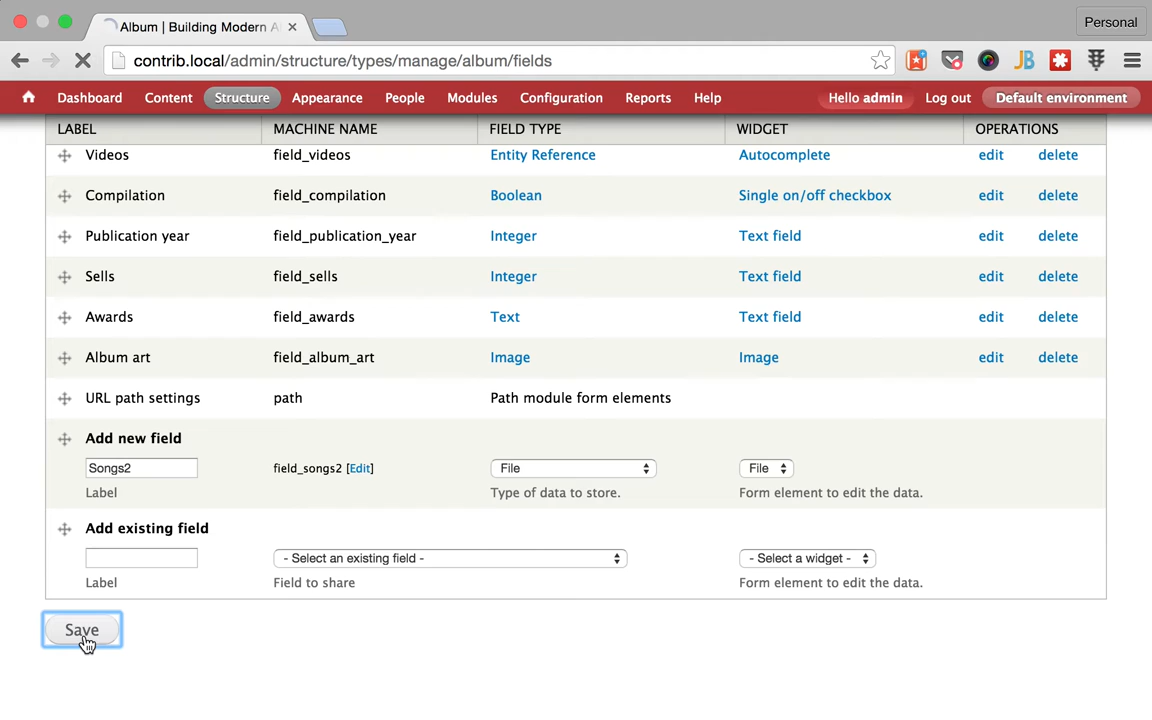 Album | Building Modern A
Personal
contrib.local/admin/structure/types/manage/album/fields
JB
Dashboard Content Structure Appearance People Modules Configuration Reports Help Hello admin Log out Default environment
LABEL MACHINE NAME FIELD TYPE WIDGET OPERATIONS
Videos field_videos Entity Reference Autocomplete edit delete
Compilation field_compilation Boolean Single on/off checkbox edit delete
Publication year field_publication_year Integer Text field edit delete
Sells field_sells Integer Text field edit delete
Awards field_awards Text Text field edit delete
Album art field_album_art Image Image edit delete
URL path settings path Path module form elements
Add new field
Songs2 field_songs2 [Edit] File File
Label Type of data to store. Form element to edit the data.
Add existing field
- Select an existing field - - Select a widget -
Label Field to share Form element to edit the data.
Save